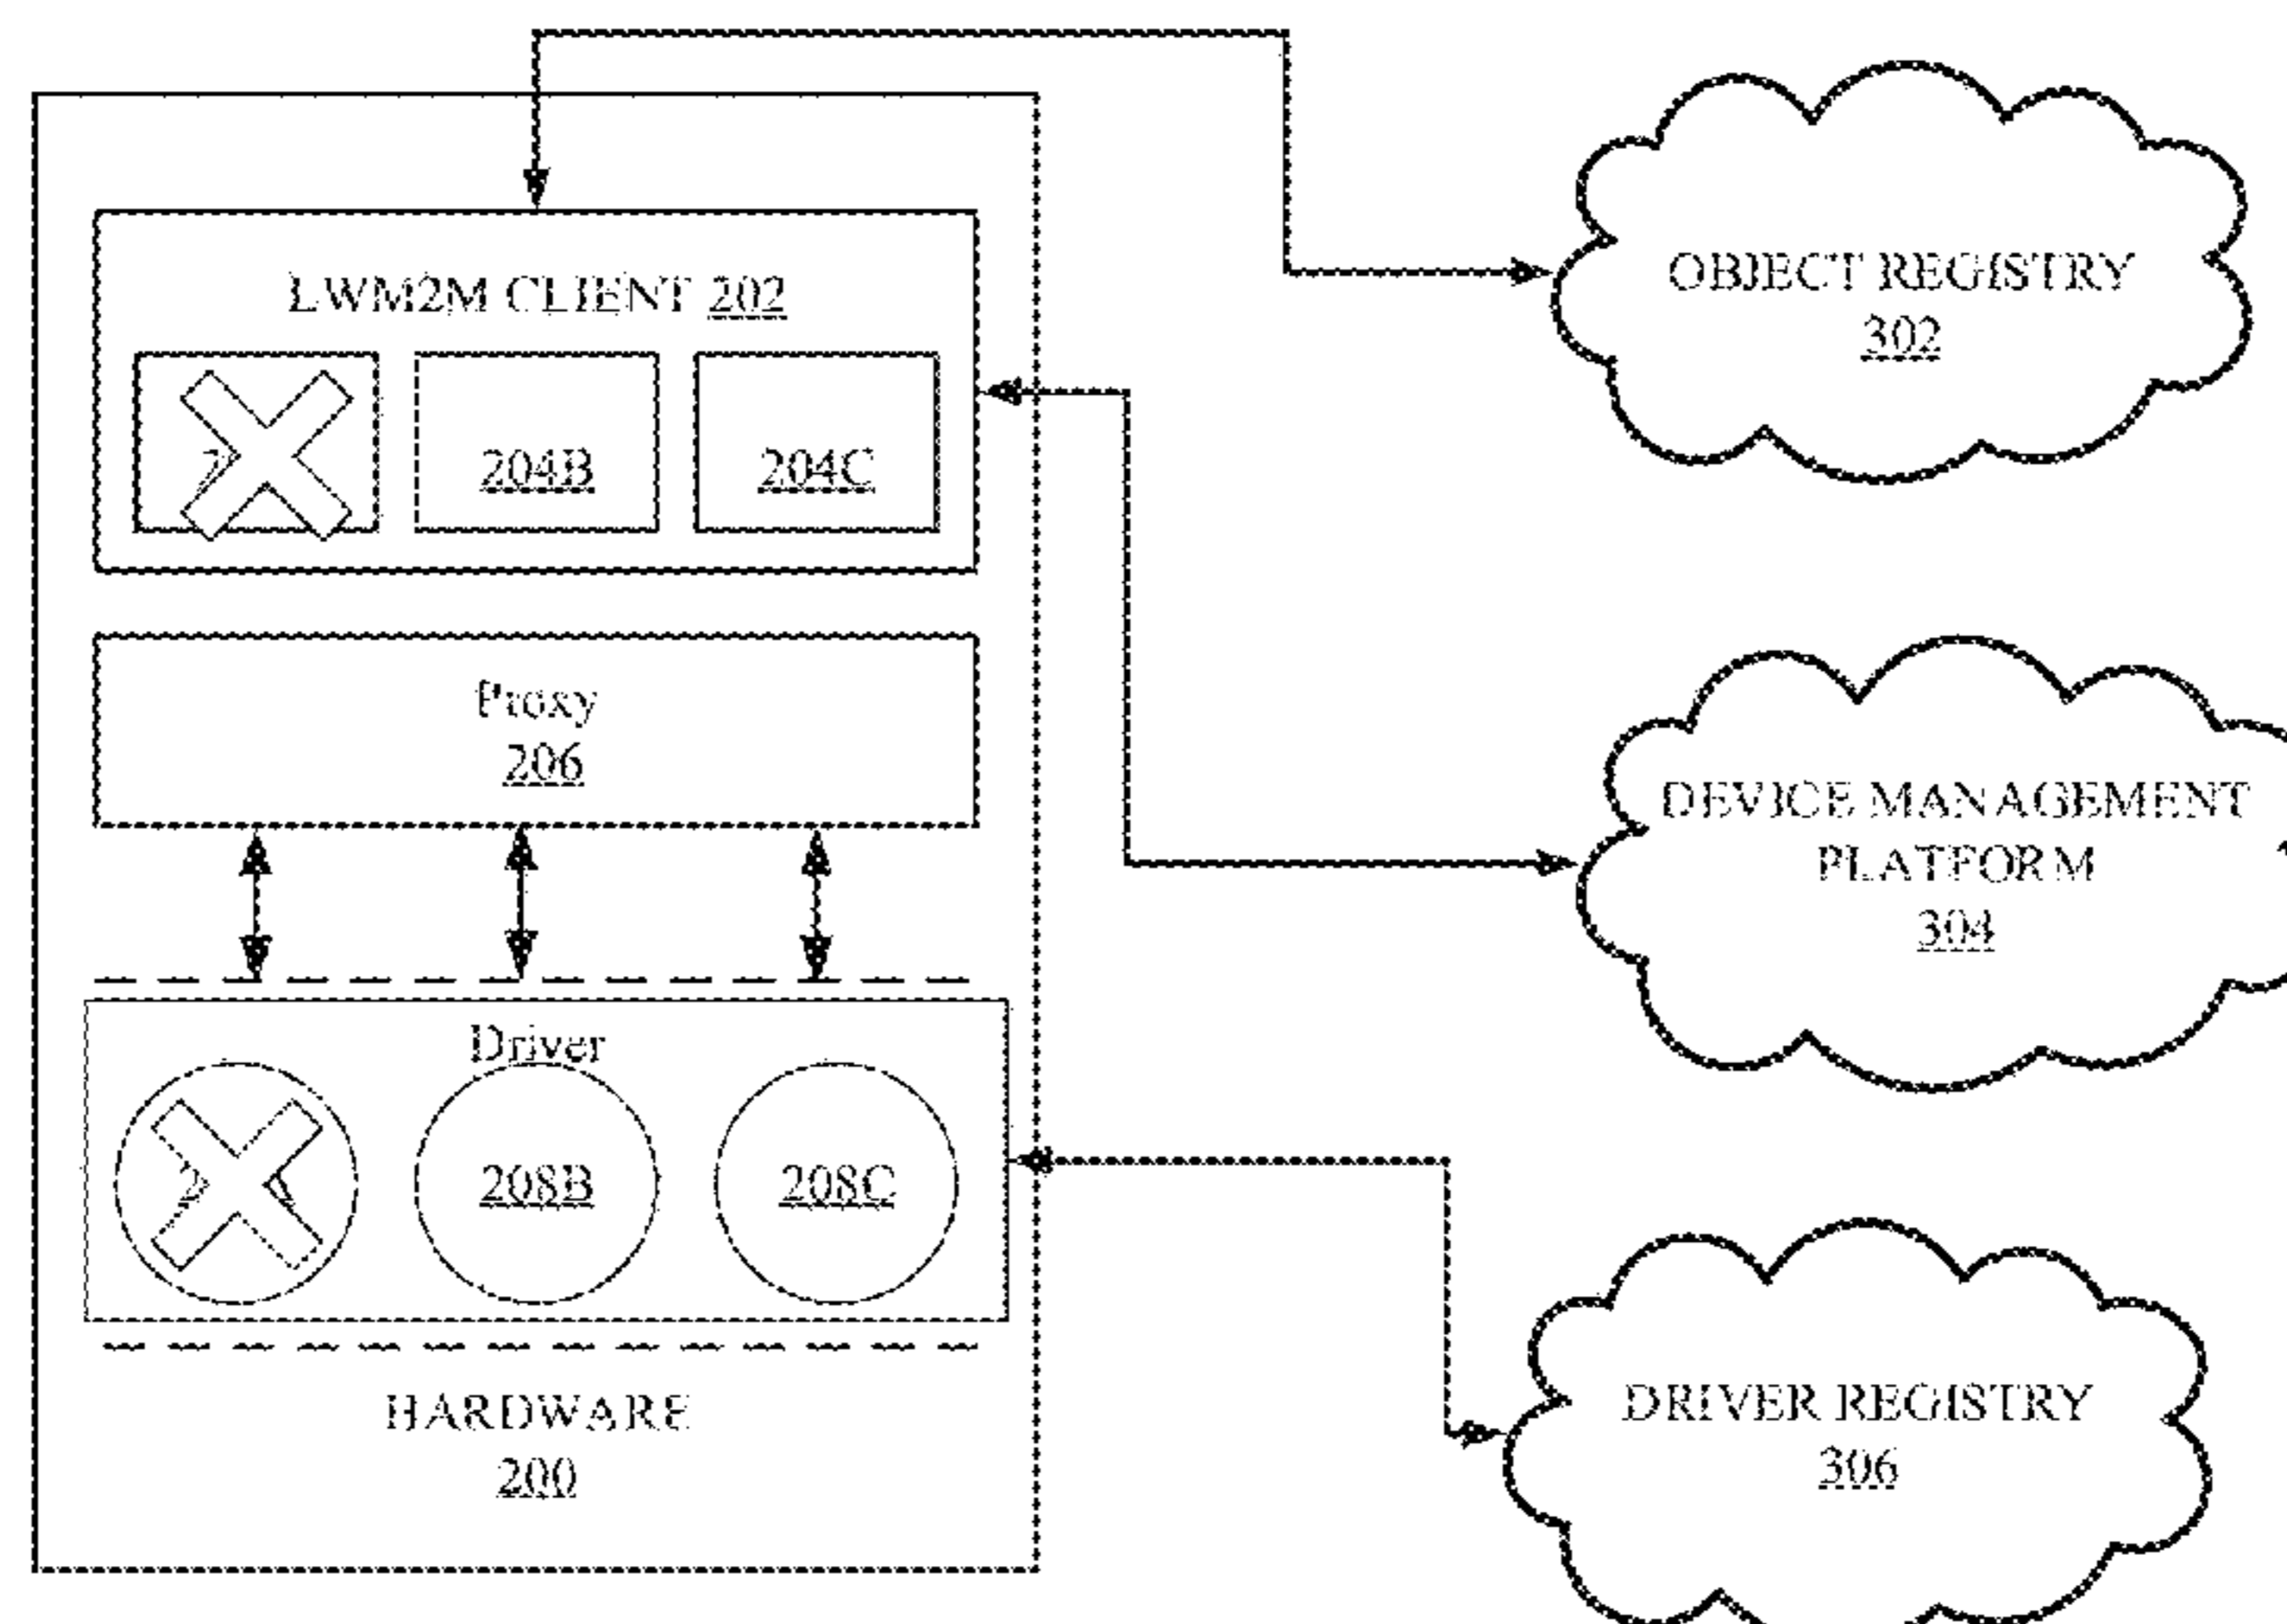 LWM2M CLIENT 202
204B
204C
Proxy
206
Driver
208B
208C
HARDWARE
200
OBJECT REGISTRY
302
DEVICE MANAGEMENT
PLATFORM
304
DRIVER REGISTRY
306